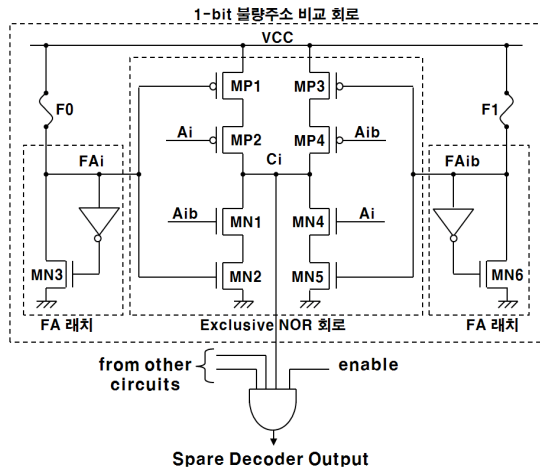 1-bit 불량주소 비교 회로
VCC
F0
F1
MP1
MP3
Ai
MP2
MP4
Aib
FAi
Ci
FAib
Aib
MN1
MN4
Ai
MN3
MN2
MN5
MN6
FA 래치
Exclusive NOR 회로
FA 래치
from other
circuits
enable
Spare Decoder Output